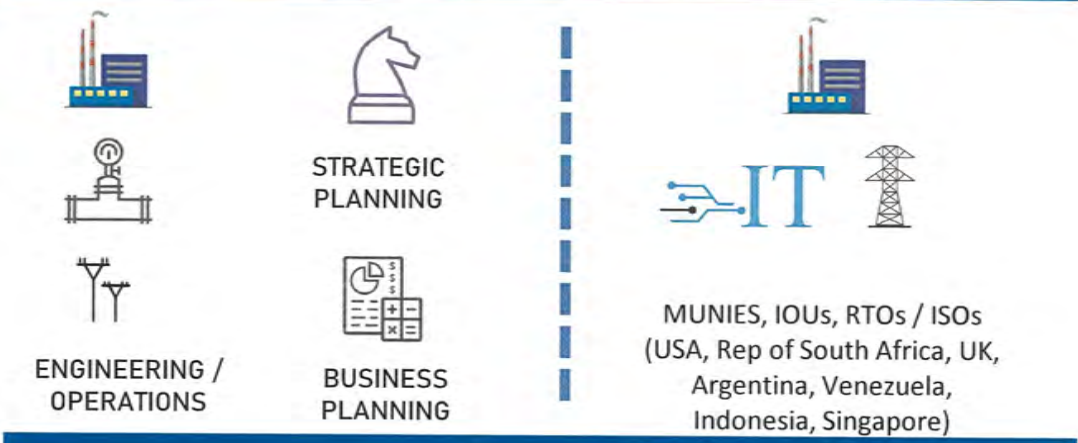 STRATEGIC
PLANNING
ENGINEERING /
OPERATIONS
$
$
$
BUSINESS
PLANNING
IT
MUNIES, IOUs, RTOs / ISOs
(USA, Rep of South Africa, UK,
Argentina, Venezuela,
Indonesia, Singapore)